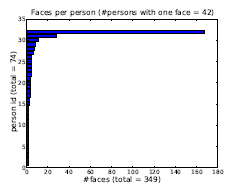 Faces per person (#persons with one face = 42)
35
30
25
20
15
10
5
0
person id (total = 74)
0 20 40 60 80 100 120 140 160 180
#faces (total = 349)